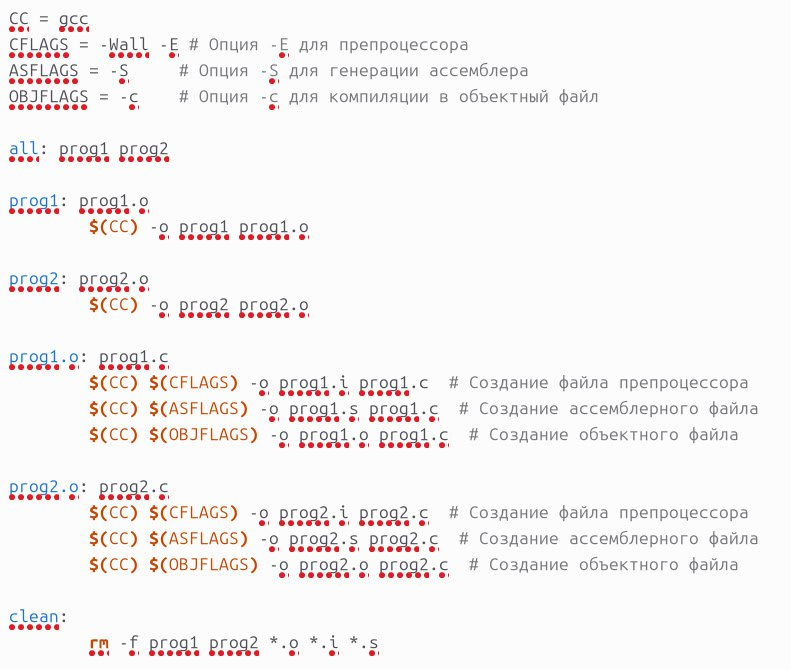 CC = gcc
CFLAGS = -Wall -E # Опция -E для препроцессора
ASFLAGS = -S     # Опция -S для генерации ассемблера
OBJFLAGS = -c    # Опция -c для компиляции в объектный файл
all: prog1 prog2
prog1: prog1.o
        $(CC) -o prog1 prog1.o
prog2: prog2.o
        $(CC) -o prog2 prog2.o
prog1.o: prog1.c
        $(CC) $(CFLAGS) -o prog1.i prog1.c  # Создание файла препроцессора
        $(CC) $(ASFLAGS) -o prog1.s prog1.c  # Создание ассемблерного файла
        $(CC) $(OBJFLAGS) -o prog1.o prog1.c  # Создание объектного файла
prog2.o: prog2.c
        $(CC) $(CFLAGS) -o prog2.i prog2.c  # Создание файла препроцессора
        $(CC) $(ASFLAGS) -o prog2.s prog2.c  # Создание ассемблерного файла
        $(CC) $(OBJFLAGS) -o prog2.o prog2.c  # Создание объектного файла
clean:
        rm -f prog1 prog2 *.o *.i *.s